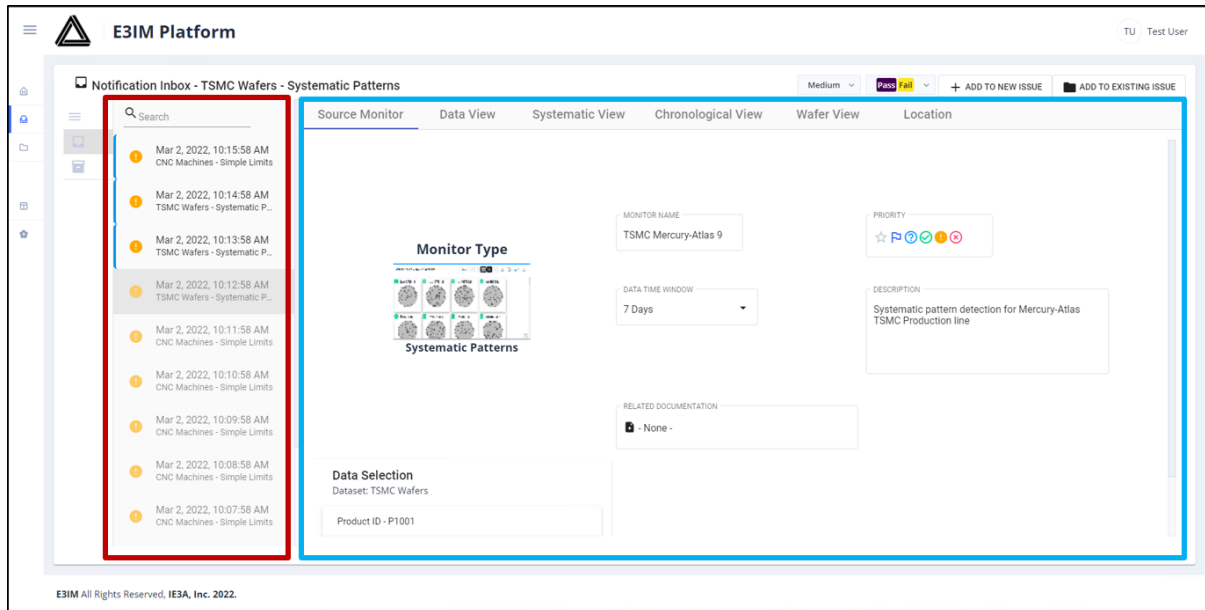 E3IM Platform
TU Test User
Notification Inbox - TSMC Wafers - Systematic Patterns
Medium
Pass Fail
+ ADD TO NEW ISSUE
ADD TO EXISTING ISSUE
Search
Mar 2, 2022, 10:15:58 AM
CNC Machines - Simple Limits
Mar 2, 2022, 10:14:58 AM
TSMC Wafers - Systematic P...
Mar 2, 2022, 10:13:58 AM
TSMC Wafers - Systematic P...
Mar 2, 2022, 10:12:58 AM
TSMC Wafers - Systematic P...
Mar 2, 2022, 10:11:58 AM
CNC Machines - Simple Limits
Mar 2, 2022, 10:10:58 AM
CNC Machines - Simple Limits
Mar 2, 2022, 10:09:58 AM
CNC Machines - Simple Limits
Mar 2, 2022, 10:08:58 AM
CNC Machines - Simple Limits
Mar 2, 2022, 10:07:58 AM
CNC Machines - Simple Limits
Source Monitor Data View Systematic View Chronological View Wafer View Location
Monitor Type
Systematic Patterns
MONITOR NAME
TSMC Mercury-Atlas 9
PRIORITY
DATA TIME WINDOW
7 Days
DESCRIPTION
Systematic pattern detection for Mercury-Atlas
TSMC Production line
RELATED DOCUMENTATION
- None -
Data Selection
Dataset: TSMC Wafers
Product ID - P1001
E3IM All Rights Reserved, IE3A, Inc. 2022.